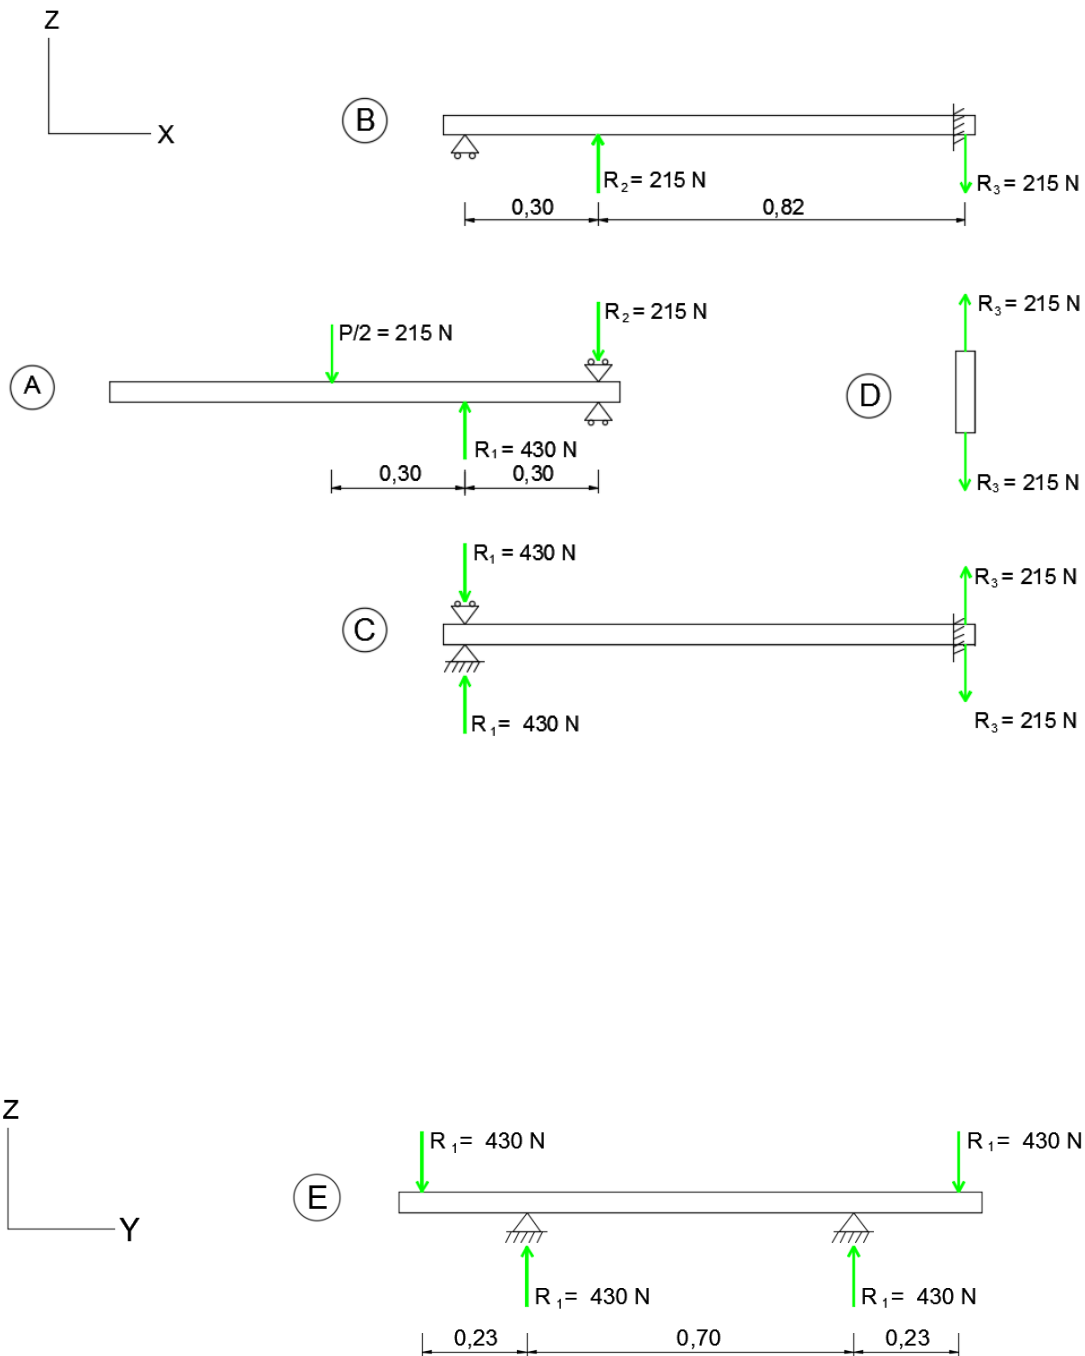 Z
X
B
R2 = 215 N
R3 = 215 N
0,30
0,82
P/2 = 215 N
R2 = 215 N
R3 = 215 N
A
D
R1 = 430 N
R3 = 215 N
0,30
0,30
R1 = 430 N
R3 = 215 N
C
R1 = 430 N
R3 = 215 N
Z
R1 = 430 N
R1 = 430 N
E
Y
R1 = 430 N
R1 = 430 N
0,23
0,70
0,23